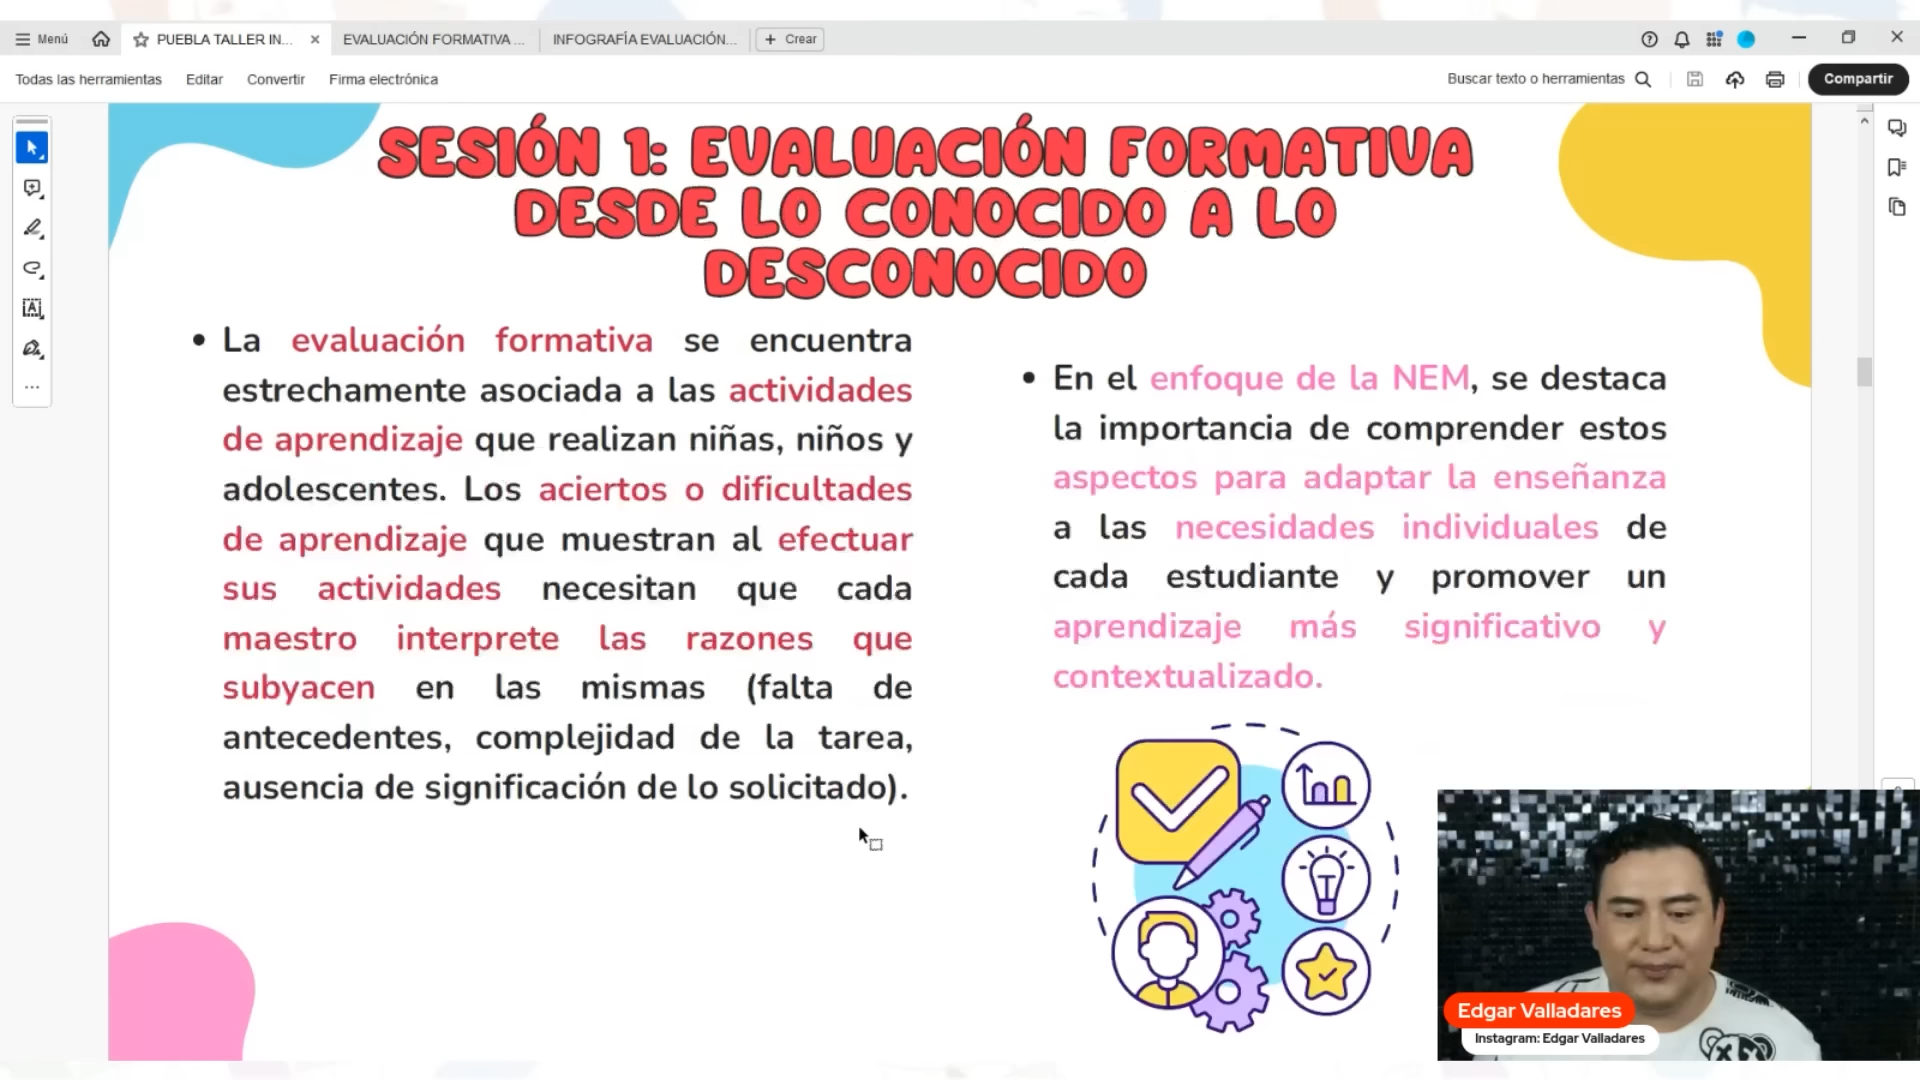 Menú
PUEBLA TALLER IN...
EVALUACIÓN FORMATIVA ...
INFOGRAFÍA EVALUACIÓN...
Crear
Todas las herramientas
Editar
Convertir
Firma electrónica
Buscar texto o herramientas
Compartir
SESIÓN 1: EVALUACIÓN FORMATIVA
DESDE LO CONOCIDO A LO
DESCONOCIDO
La evaluación formativa se encuentra
estrechamente asociada a las actividades
de aprendizaje que realizan niñas, niños y
adolescentes. Los aciertos o dificultades
de aprendizaje que muestran al efectuar
sus actividades necesitan que cada
maestro interprete las razones que
subyacen en las mismas (falta de
antecedentes, complejidad de la tarea,
ausencia de significación de lo solicitado).
En el enfoque de la NEM, se destaca
la importancia de comprender estos
aspectos para adaptar la enseñanza
a las necesidades individuales de
cada estudiante y promover un
aprendizaje más significativo y
contextualizado.
Edgar Valladares
Instagram: Edgar Valladares